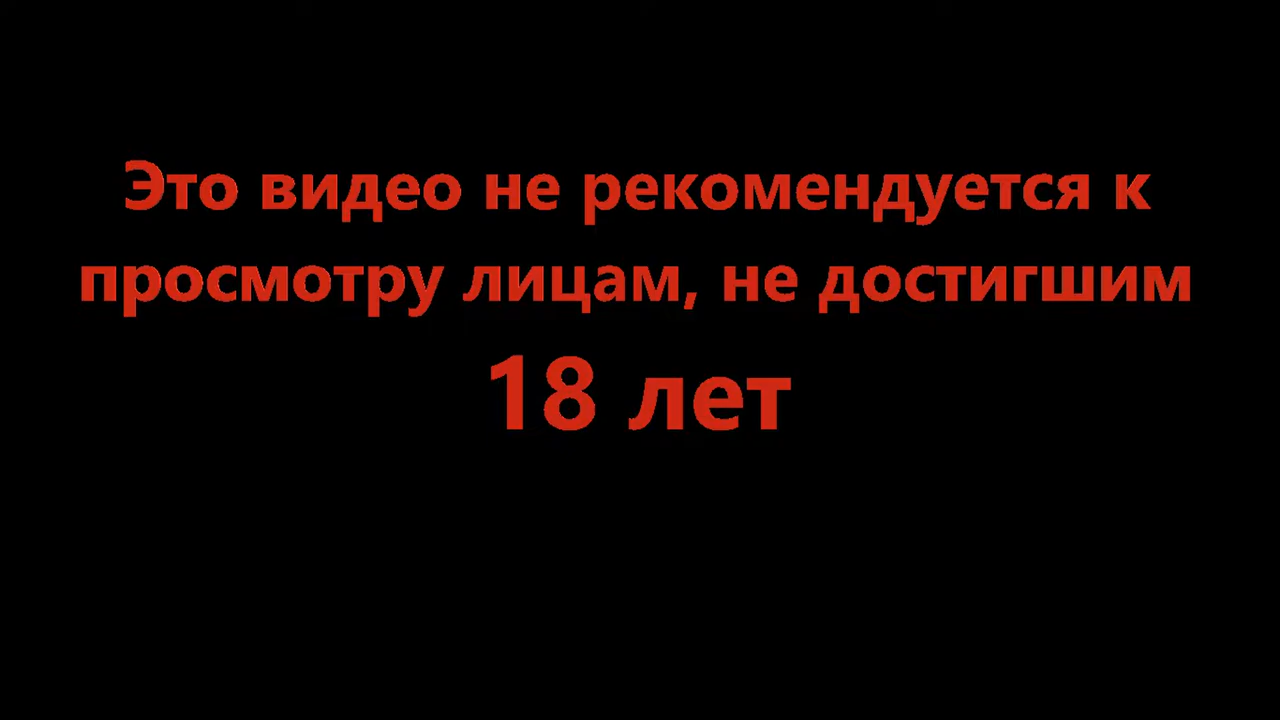 Это видео не рекомендуется к
просмотру лицам, не достигшим
18 лет